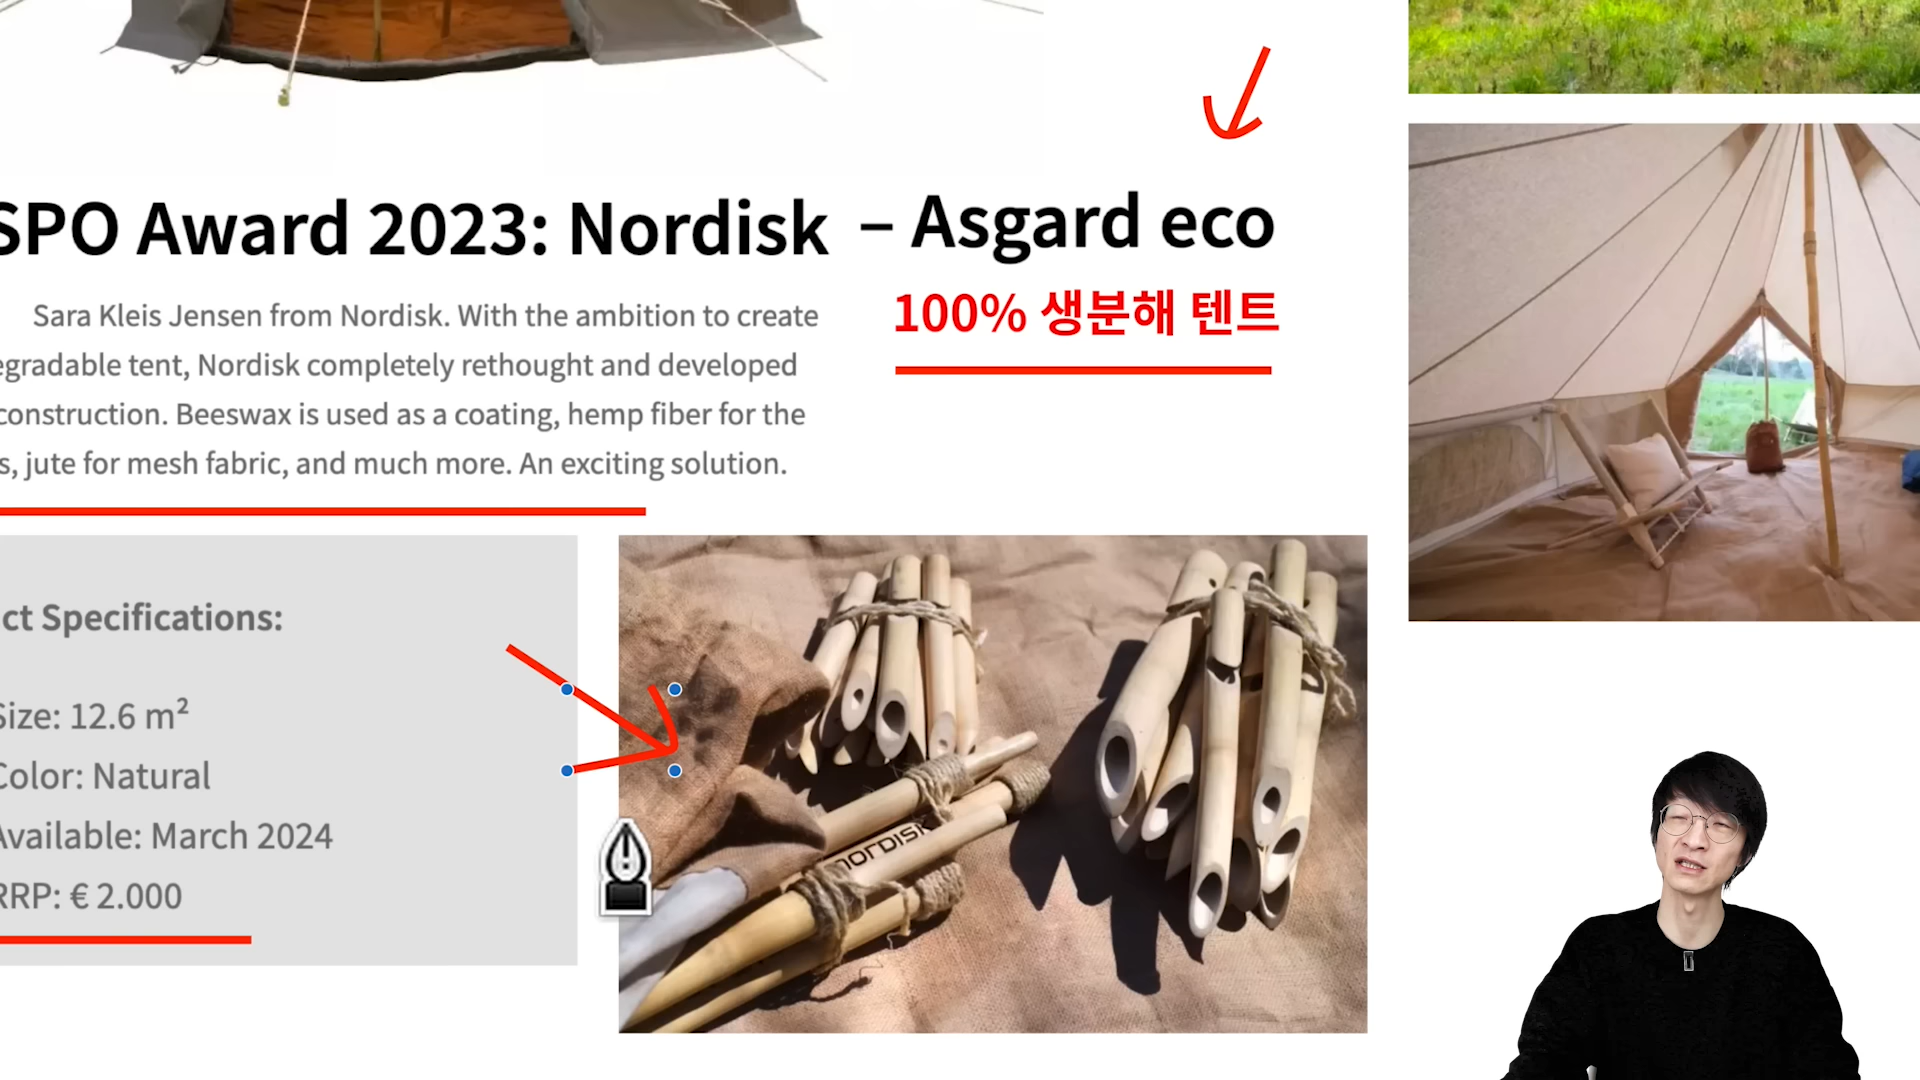 SPO Award 2023: Nordisk – Asgard eco
100% 생분해 텐트
Sara Kleis Jensen from Nordisk. With the ambition to create
egradable tent, Nordisk completely rethought and developed
construction. Beeswax is used as a coating, hemp fiber for the
s, jute for mesh fabric, and much more. An exciting solution.
ct Specifications:
Size: 12.6 m²
Color: Natural
Available: March 2024
RRP: € 2.000
NORDISK